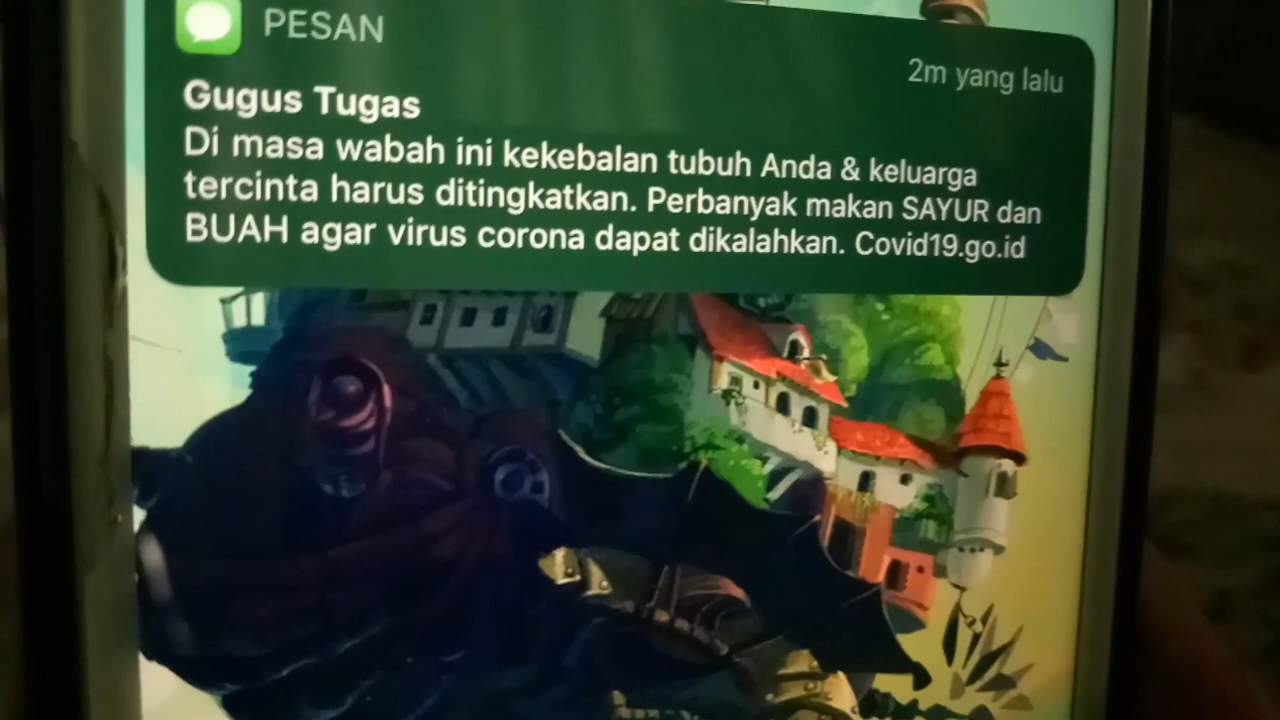 PESAN
2m yang lalu
Gugus Tugas
Di masa wabah ini kekebalan tubuh Anda & keluarga
tercinta harus ditingkatkan. Perbanyak makan SAYUR dan
BUAH agar virus corona dapat dikalahkan. Covid19.go.id